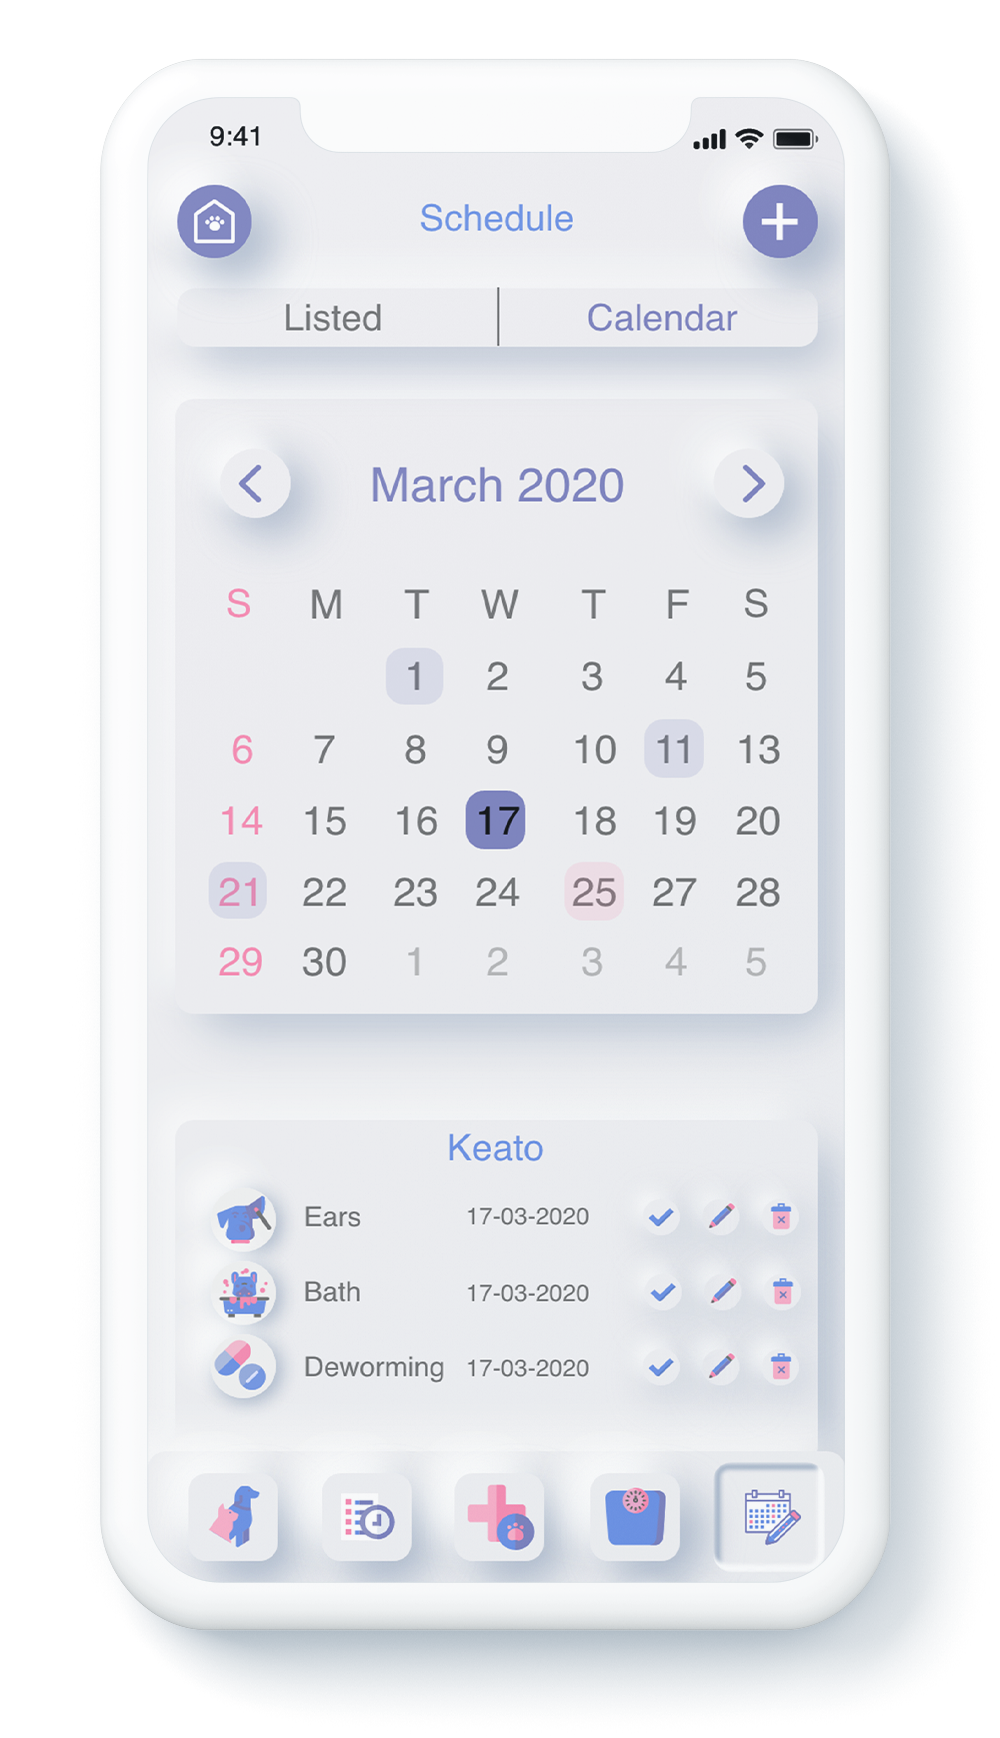 9:41
Schedule
Listed Calendar
March 2020
S M T W T F S
1 2 3 4 5
6 7 8 9 10 11 13
14 15 16 17 18 19 20
21 22 23 24 25 27 28
29 30 1 2 3 4 5
Keato
Ears 17-03-2020
Bath 17-03-2020
Deworming 17-03-2020